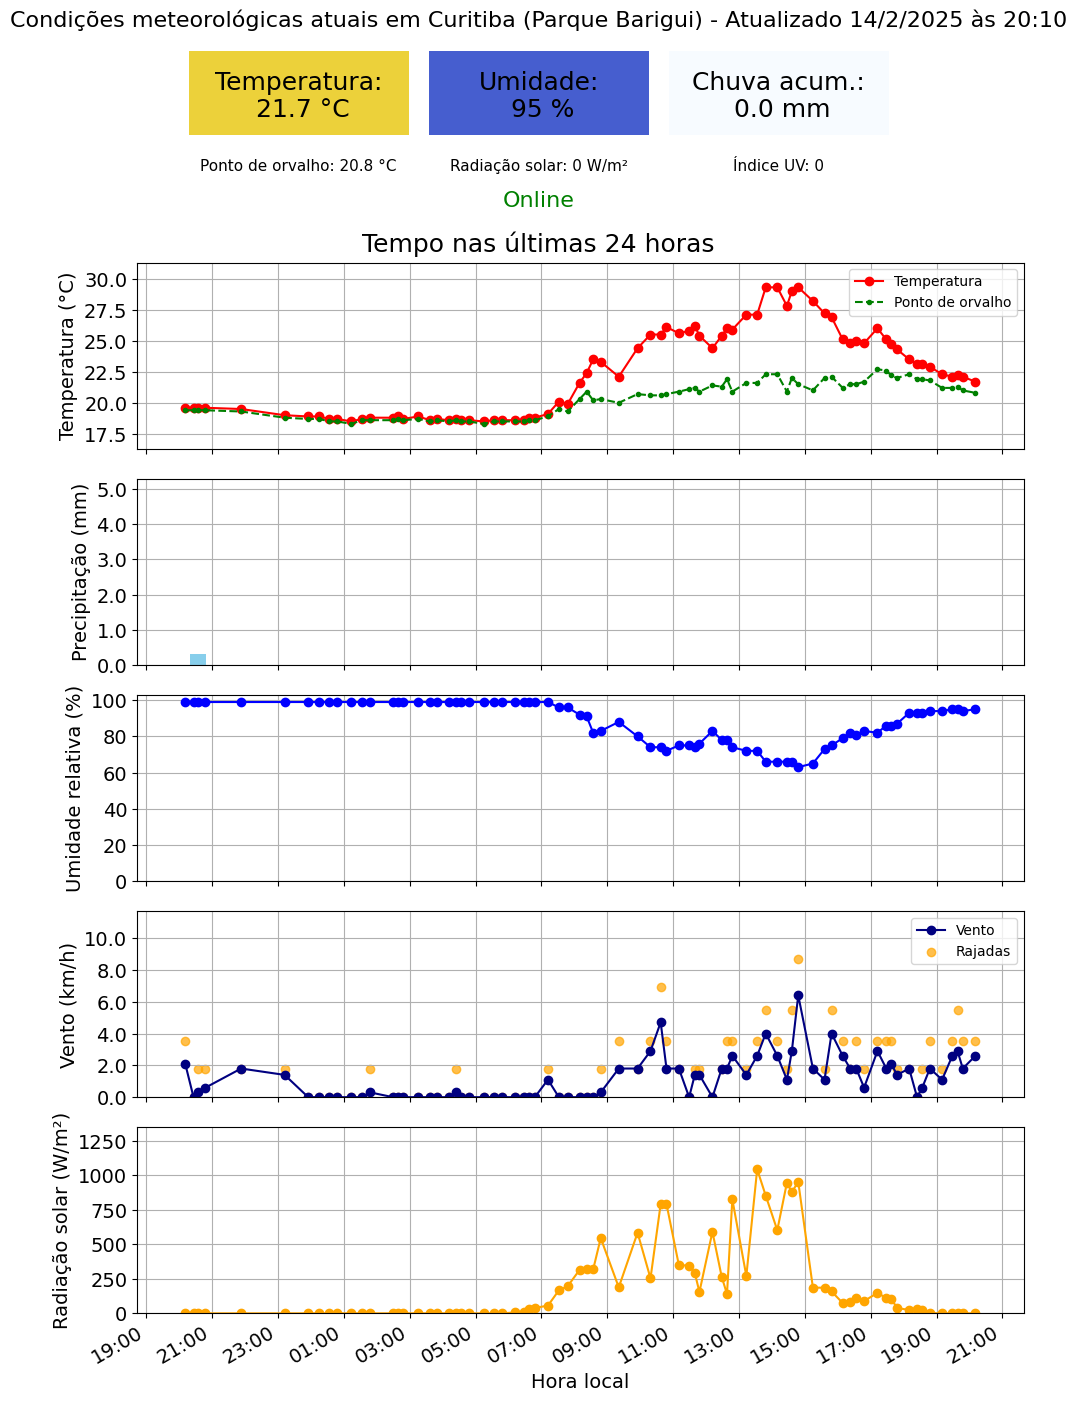 Condições meteorológicas atuais em Curitiba (Parque Barigui) - Atualizado 14/2/2025 às 20:10
Temperatura:
21.7 °C
Umidade:
95 %
Chuva acum.:
0.0 mm
Ponto de orvalho: 20.8 °C
Radiação solar: 0 W/m²
Índice UV: 0
Online
Tempo nas últimas 24 horas
Temperatura (°C)
30.0
27.5
25.0
22.5
20.0
17.5
Temperatura
Ponto de orvalho
Precipitação (mm)
5.0
4.0
3.0
2.0
1.0
0.0
Umidade relativa (%)
100
80
60
40
20
0
Vento (km/h)
10.0
8.0
6.0
4.0
2.0
0.0
Vento
Rajadas
Radiação solar (W/m²)
1250
1000
750
500
250
0
19:00
21:00
23:00
01:00
03:00
05:00
07:00
09:00
11:00
13:00
15:00
17:00
19:00
21:00
Hora local